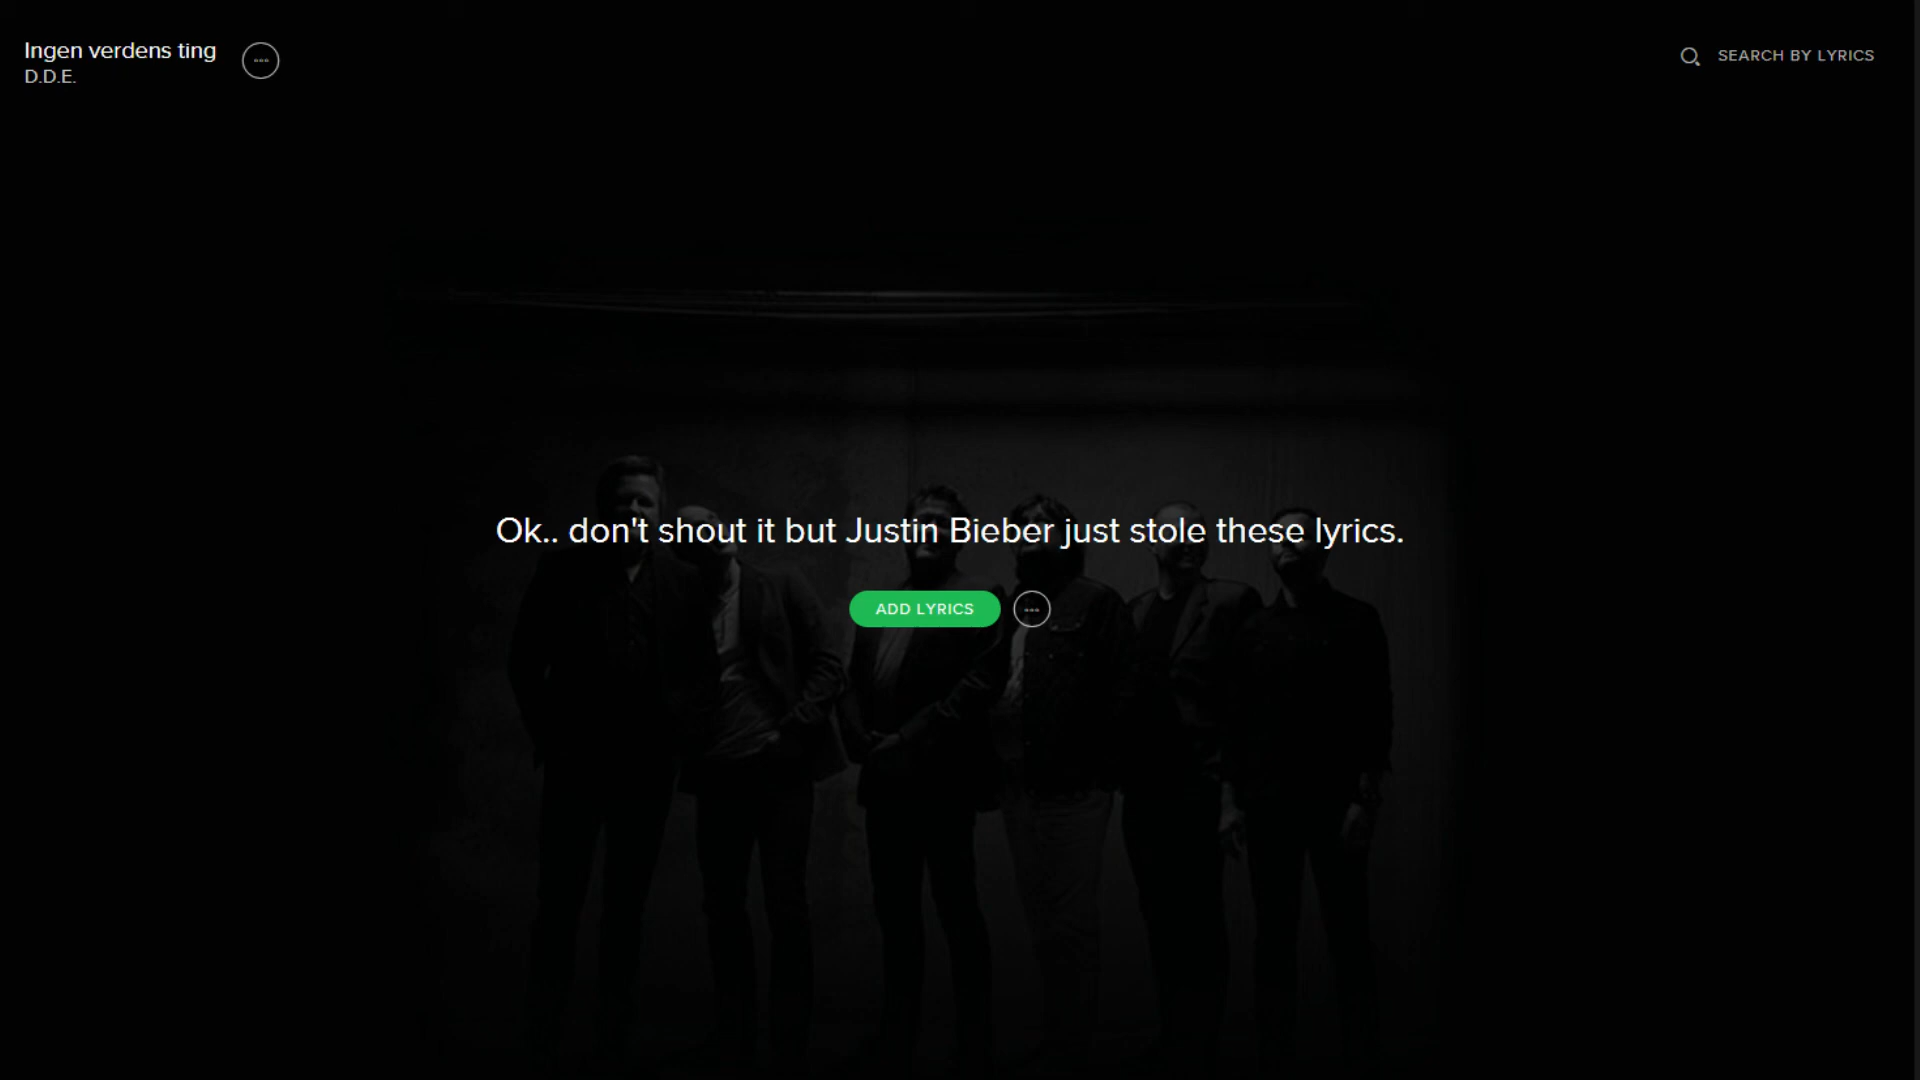 Ingen verdens ting
D.D.E.
SEARCH BY LYRICS
Ok.. don't shout it but Justin Bieber just stole these lyrics.
ADD LYRICS